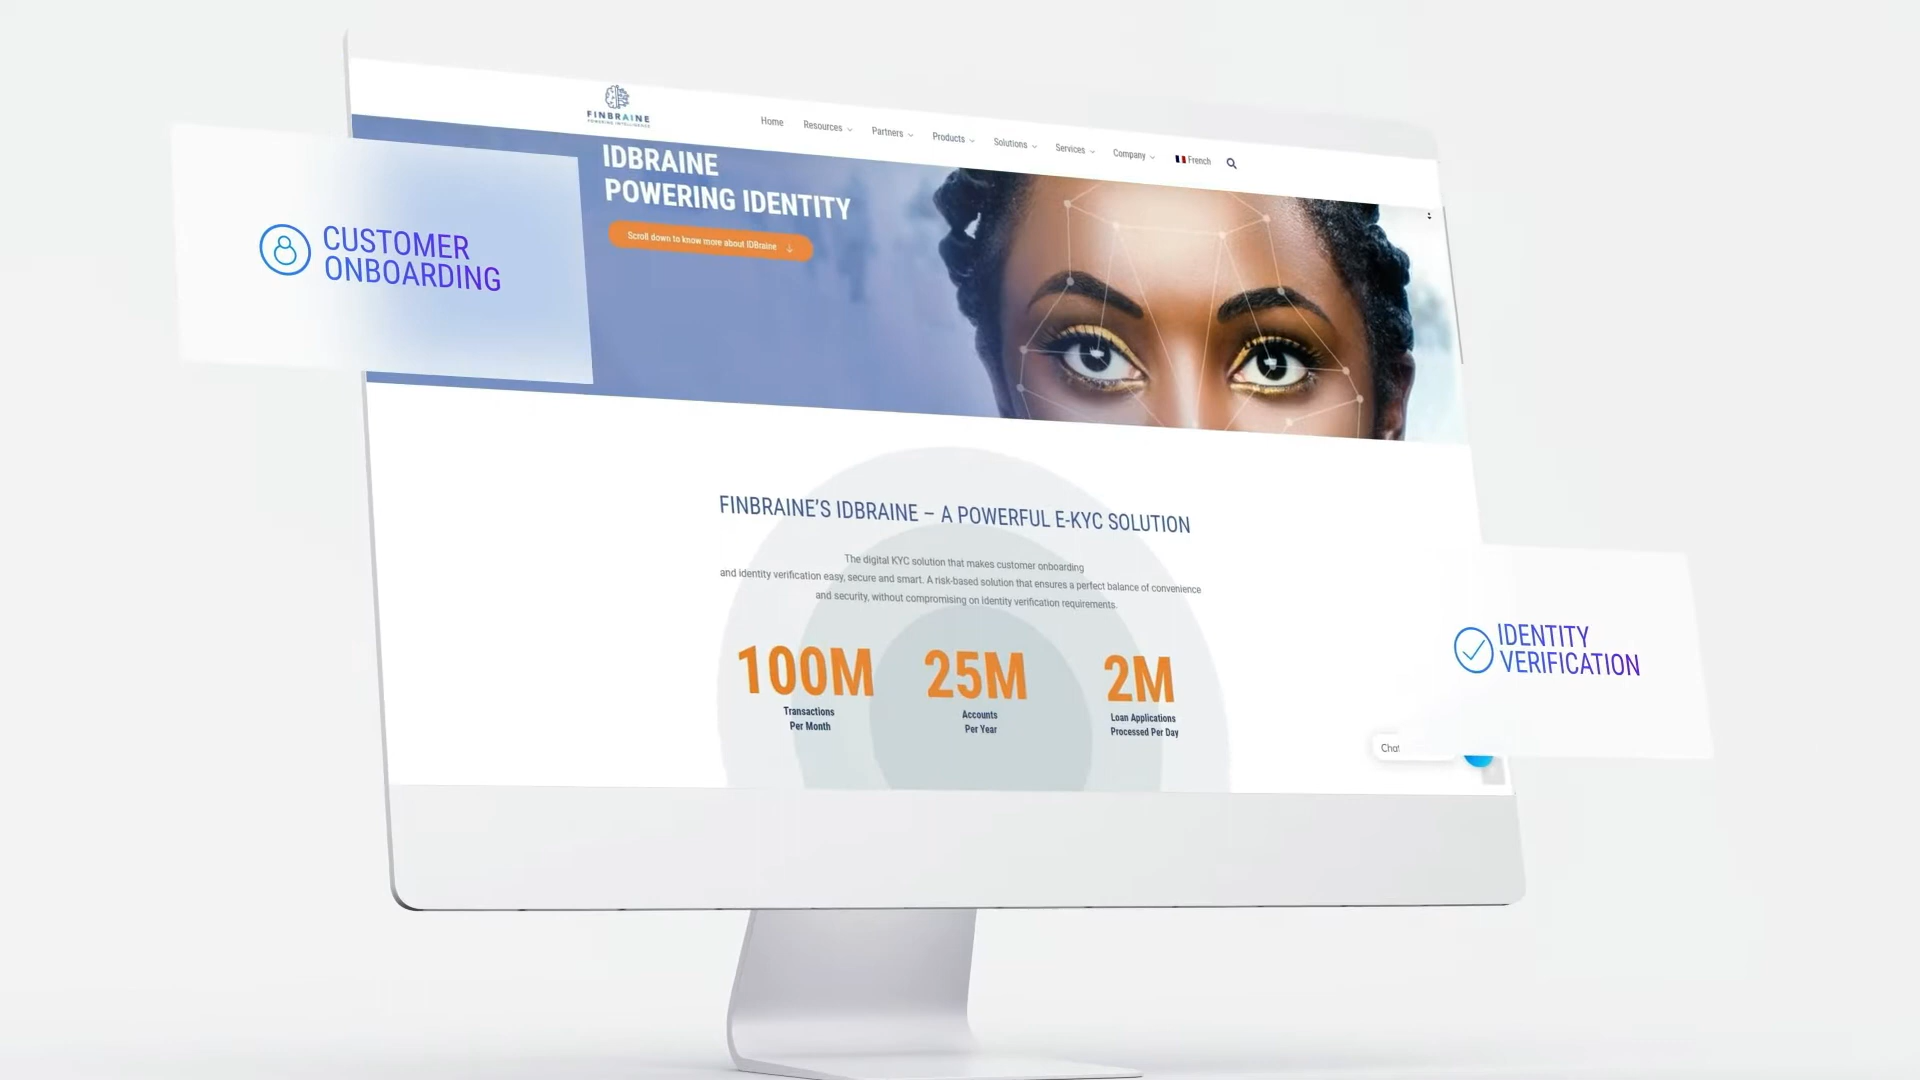 FINBRAINE
POWERING INTELLIGENCE
Home Resources Partners Products Solutions Services Company French
IDBRAINE
POWERING IDENTITY
Scroll down to know more about IDBraine
CUSTOMER
ONBOARDING
FINBRAINE'S IDBRAINE – A POWERFUL E-KYC SOLUTION
The digital KYC solution that makes customer onboarding
and identity verification easy, secure and smart. A risk-based solution that ensures a perfect balance of convenience
and security, without compromising on identity verification requirements.
IDENTITY
VERIFICATION
100M 25M 2M
Transactions Accounts Loan Applications
Per Month Per Year Processed Per Day
Chat